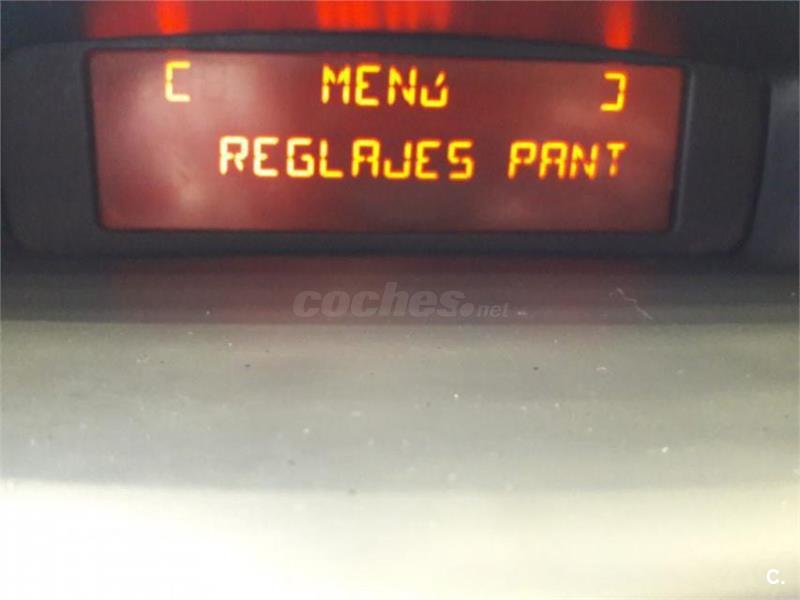 [ MENÚ ]
REGLAJES PANT
coches.net
c.